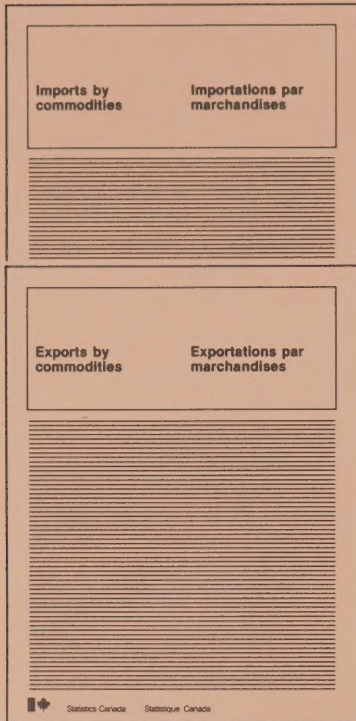 Imports by Importations par
commodities marchandises
Exports by Exportations par
commodities marchandises
Statistics Canada Statistique Canada